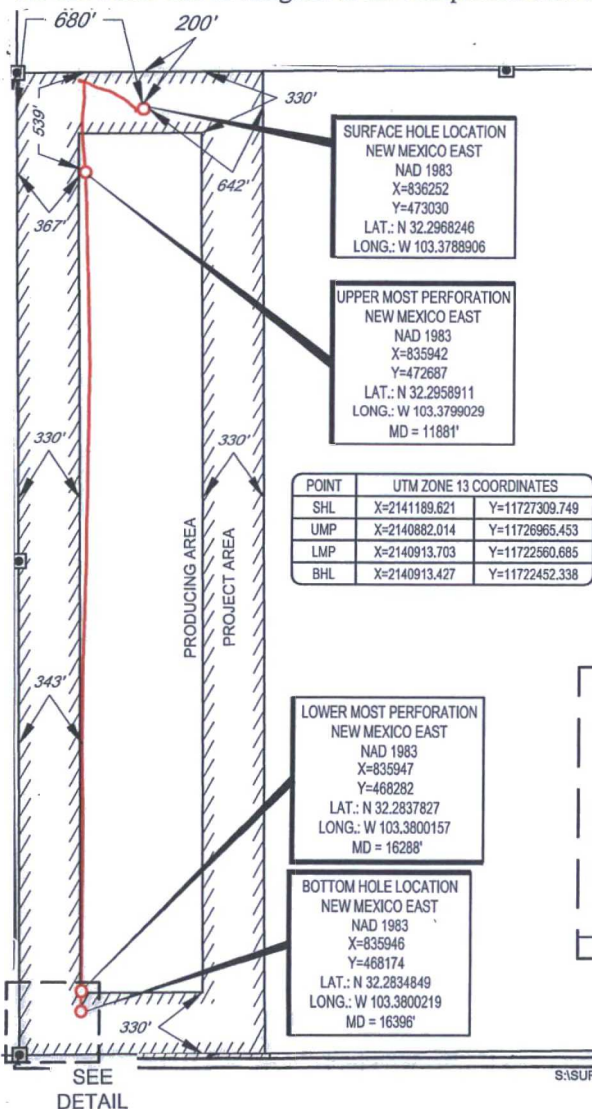 680'
200'
330'
539'
642'
367'
SURFACE HOLE LOCATION
NEW MEXICO EAST
NAD 1983
X=836252
Y=473030
LAT.: N 32.2968246
LONG.: W 103.3788906
UPPER MOST PERFORATION
NEW MEXICO EAST
NAD 1983
X=835942
Y=472687
LAT.: N 32.2958911
LONG.: W 103.3799029
MD = 11881'
330'
330'
POINT UTM ZONE 13 COORDINATES
SHL X=2141189.621 Y=11727309.749
UMP X=2140882.014 Y=11726965.453
LMP X=2140913.703 Y=11722560.685
BHL X=2140913.427 Y=11722452.338
PRODUCING AREA
PROJECT AREA
343'
LOWER MOST PERFORATION
NEW MEXICO EAST
NAD 1983
X=835947
Y=468282
LAT.: N 32.2837827
LONG.: W 103.3800157
MD = 16288'
BOTTOM HOLE LOCATION
NEW MEXICO EAST
NAD 1983
X=835946
Y=468174
LAT.: N 32.2834849
LONG.: W 103.3800219
MD = 16396'
330'
SEE
DETAIL
S:\SUR